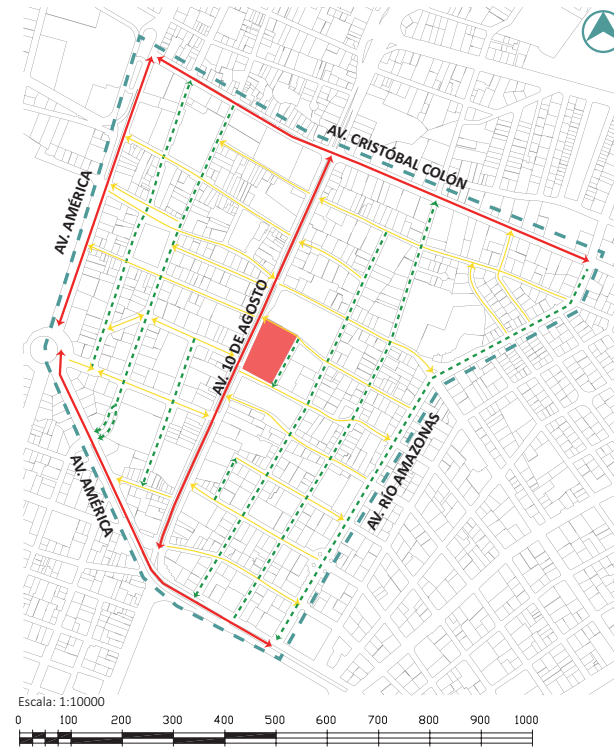 AV. CRISTÓBAL COLÓN
AV. AMÉRICA
AV. 10 DE AGOSTO
AV. RÍO AMAZONAS
AV. AMÉRICA
Escala: 1:10000
0 100 200 300 400 500 600 700 800 900 1000